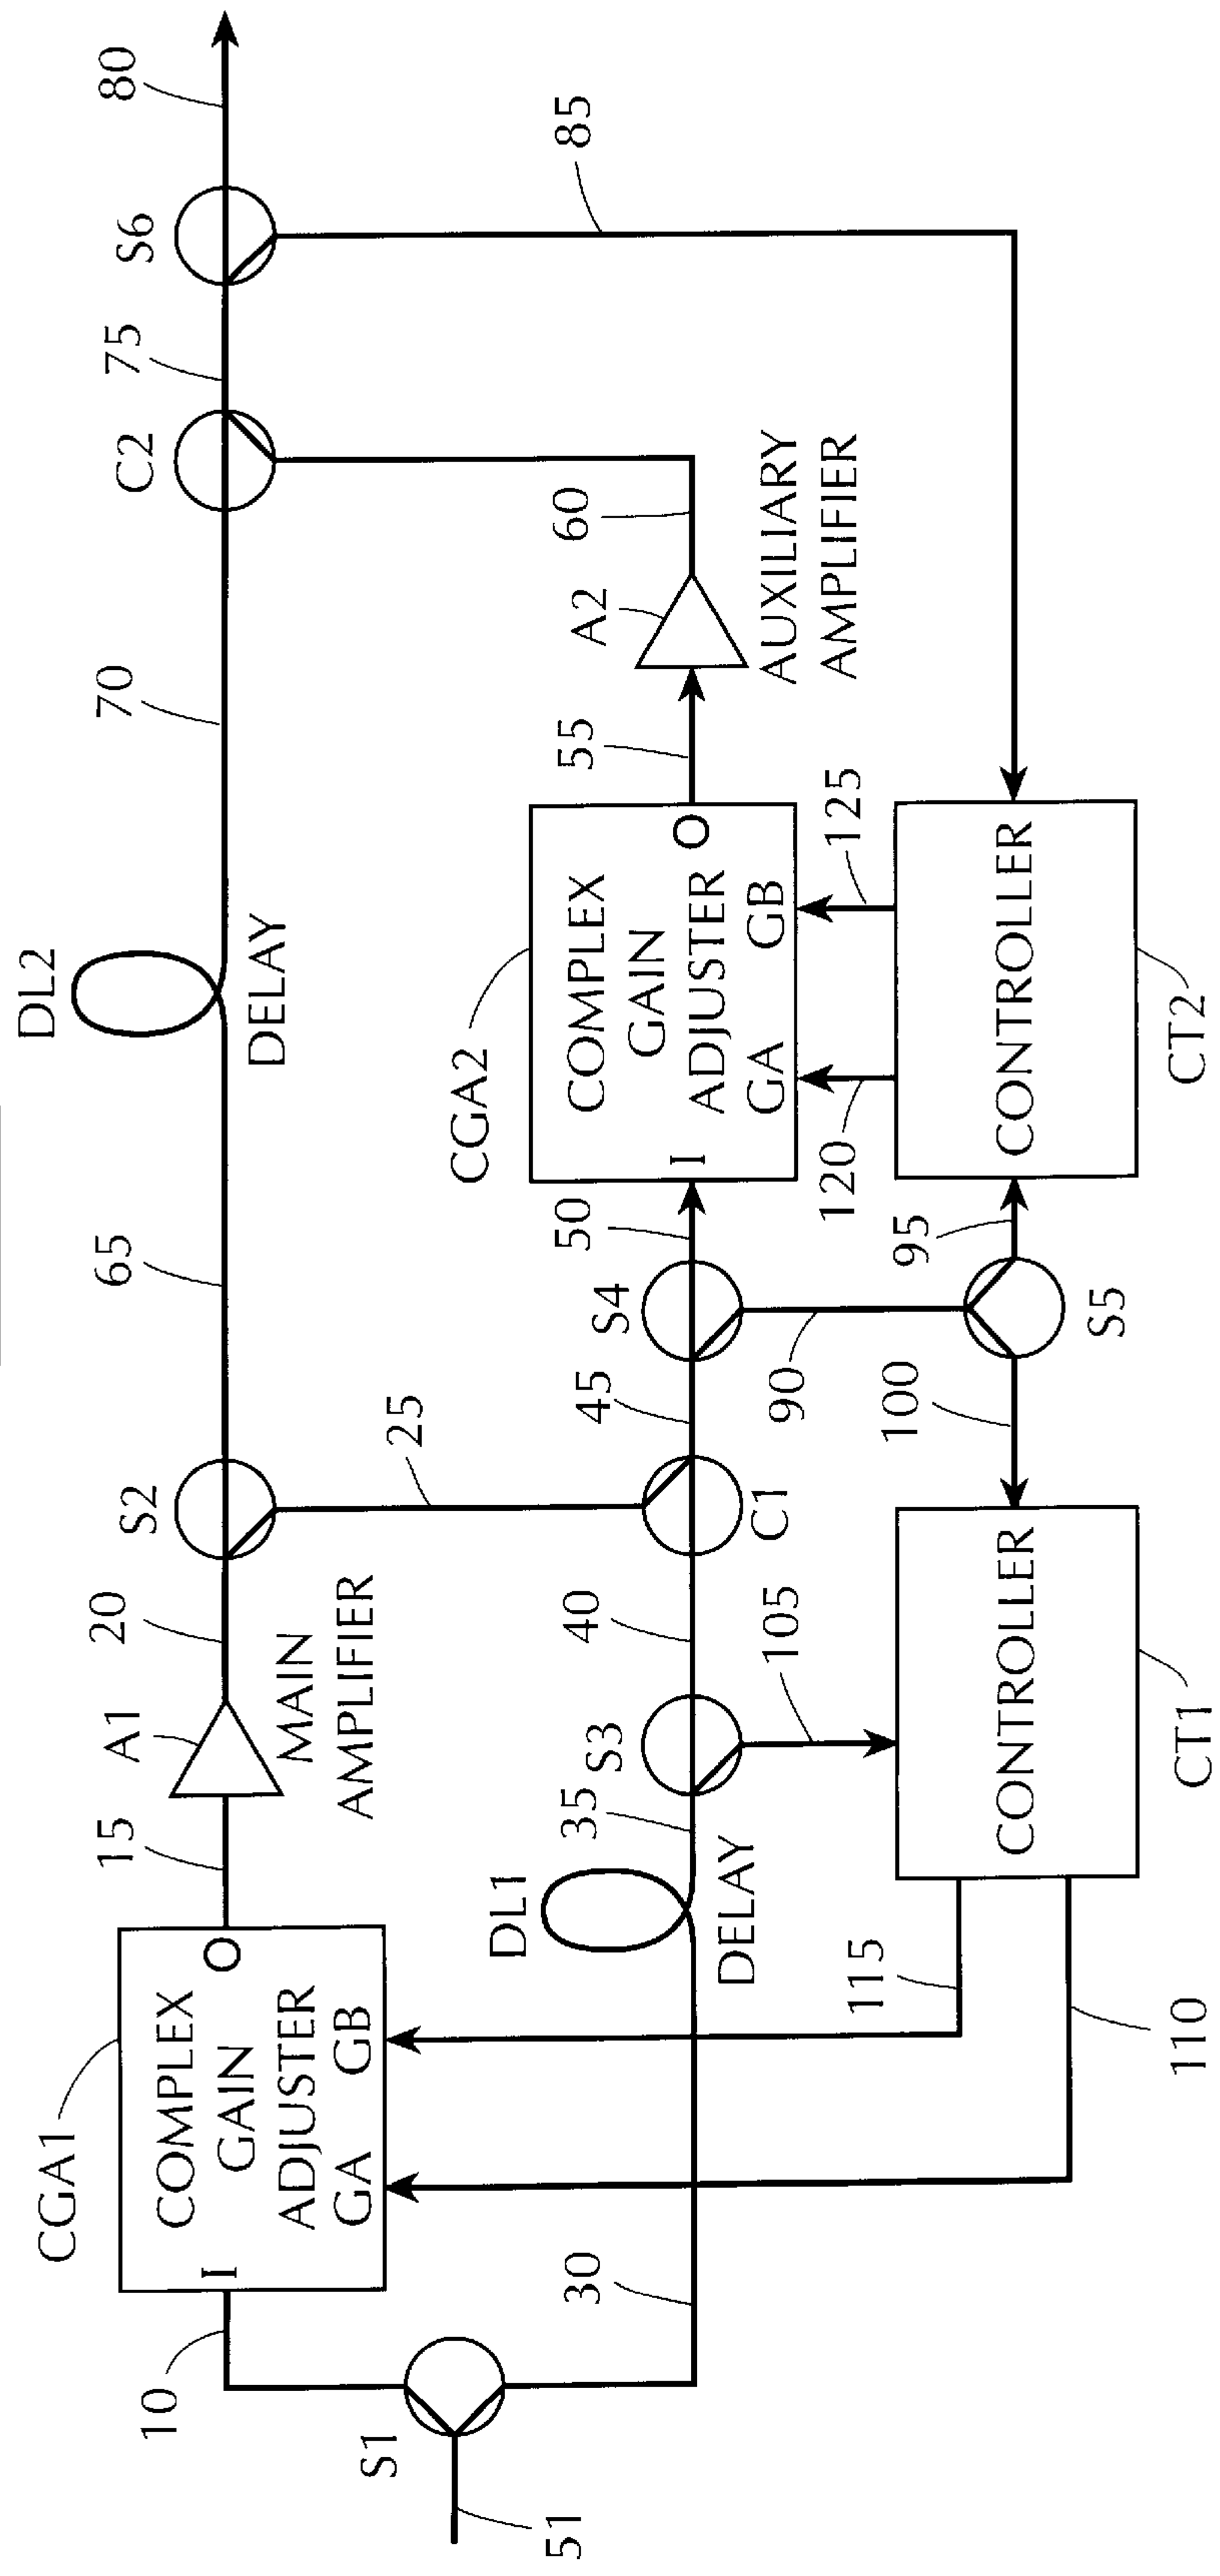 DL2
DELAY
80
S6
75
C2
70
65
S2
20
A1
MAIN
AMPLIFIER
15
CGA1
COMPLEX
GAIN
ADJUSTER
I
O
GA
GB
10
S1
51
85
60
A2
AUXILIARY
AMPLIFIER
55
CGA2
COMPLEX
GAIN
ADJUSTER
I
O
GA
GB
50
S4
45
25
C1
40
S3
35
DL1
DELAY
30
125
120
CONTROLLER
CT2
95
S5
90
100
105
CONTROLLER
CT1
115
110